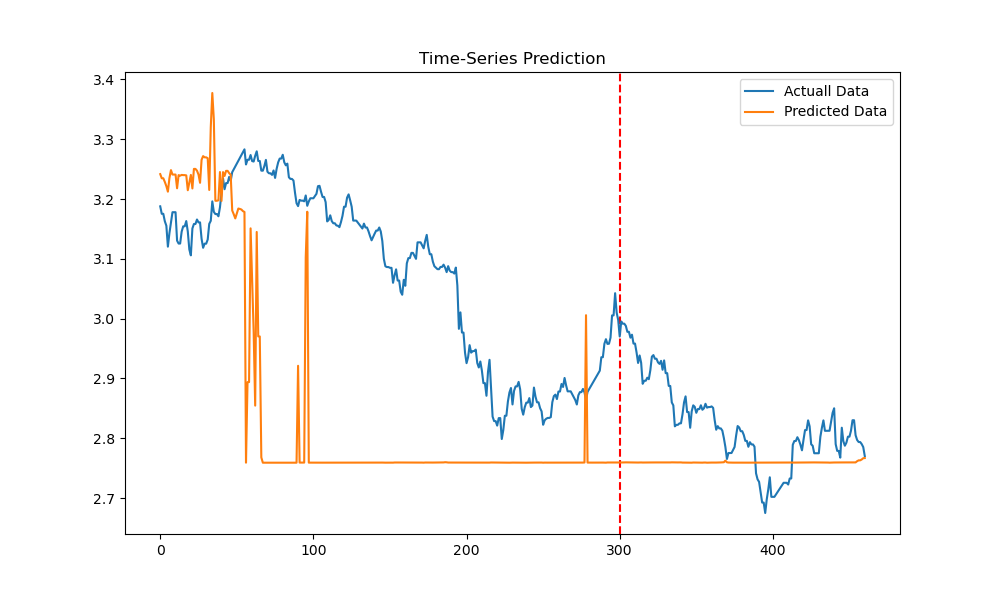 Time-Series Prediction
Actuall Data
Predicted Data
3.4
3.3
3.2
3.1
3.0
2.9
2.8
2.7
0 100 200 300 400